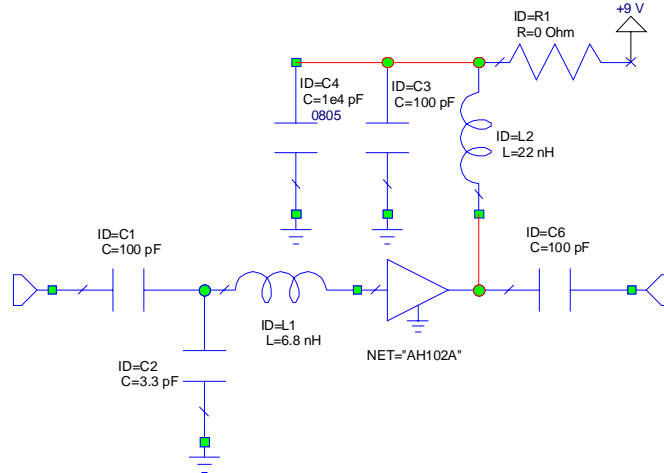 ID=R1
R=0 Ohm
+9 V
ID=C4
C=1e4 pF
0805
ID=C3
C=100 pF
ID=L2
L=22 nH
ID=C1
C=100 pF
ID=C6
C=100 pF
ID=L1
L=6.8 nH
ID=C2
C=3.3 pF
NET="AH102A"